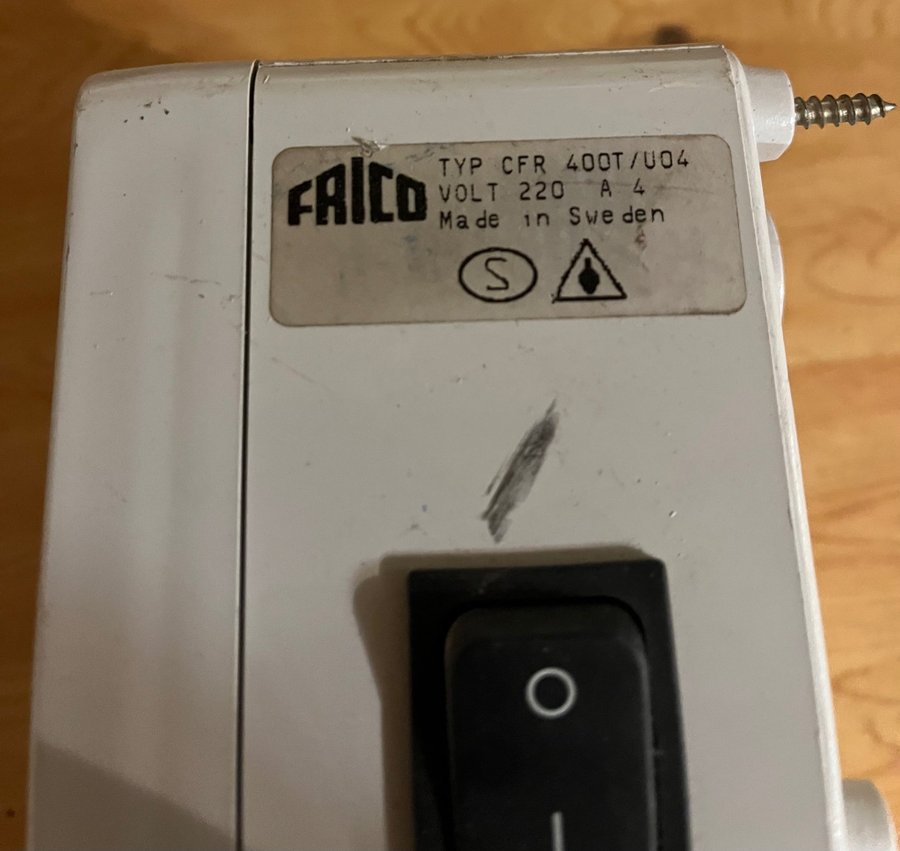 FRICO
TYP CFR 400T/U04
VOLT 220 A 4
Made in Sweden
S
O
I